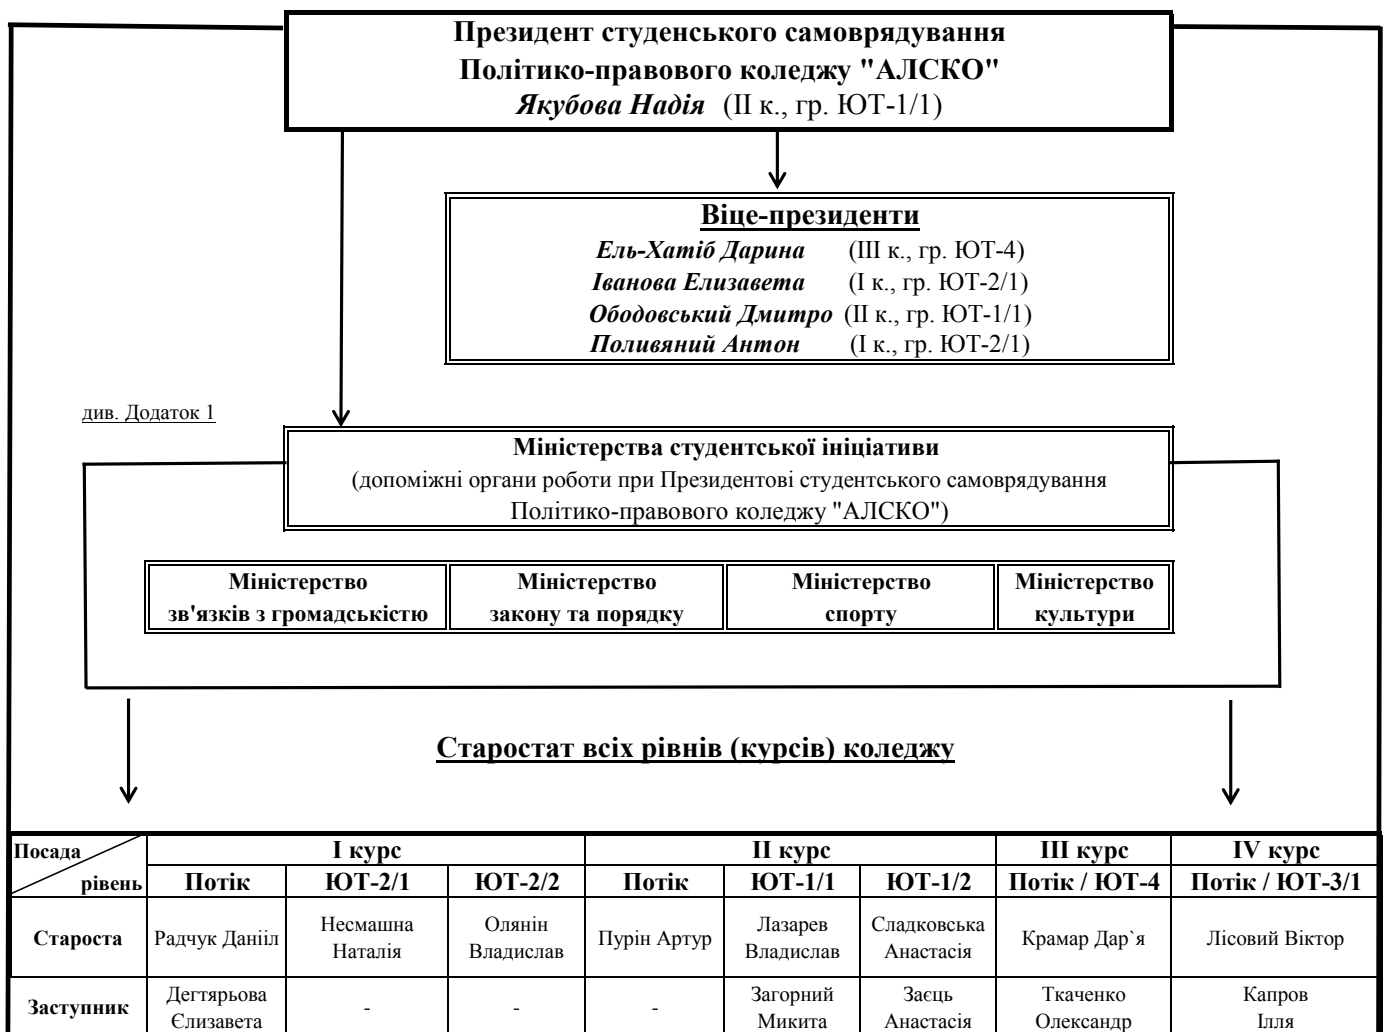 Президент студенського самоврядування
Політико-правового коледжу "АЛСКО"
Якубова Надія (ІІ к., гр. ЮТ-1/1)
Віце-президенти
Ель-Хатіб Дарина (ІІІ к., гр. ЮТ-4)
Іванова Елизавета (І к., гр. ЮТ-2/1)
Ободовський Дмитро (ІІ к., гр. ЮТ-1/1)
Поливяний Антон (І к., гр. ЮТ-2/1)
див. Додаток 1
Міністерства студентської ініціативи
(допоміжні органи роботи при Президентові студентського самоврядування
Політико-правового коледжу "АЛСКО")
Міністерство Міністерство Міністерство Міністерство
зв'язків з громадськістю закону та порядку спорту культури
Старостат всіх рівнів (курсів) коледжу
Посада І курс ІІ курс ІІІ курс IV курс
рівень Потік ЮТ-2/1 ЮТ-2/2 Потік ЮТ-1/1 ЮТ-1/2 Потік / ЮТ-4 Потік / ЮТ-3/1
Староста Радчук Данііл Несмашна Наталія Олянін Владислав Пурін Артур Лазарев Владислав Сладковська Анастасія Крамар Дар`я Лісовий Віктор
Заступник Дегтярьова Єлизавета - - - Загорний Микита Заєць Анастасія Ткаченко Олександр Капров Ілля